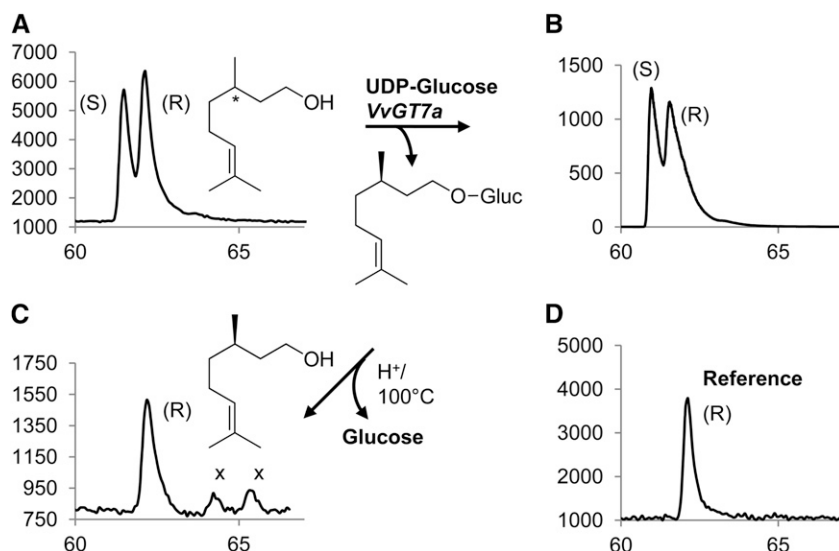 A
7000
6000
5000
4000
3000
2000
1000
60
65
(S)
(R)
*
OH
UDP-Glucose
VvGT7a
O-Gluc
B
1500
1000
500
0
60
65
(S)
(R)
C
1750
1550
1350
1150
950
750
60
65
(R)
x
x
OH
H+/
100°C
Glucose
D
5000
4000
3000
2000
1000
60
65
Reference
(R)